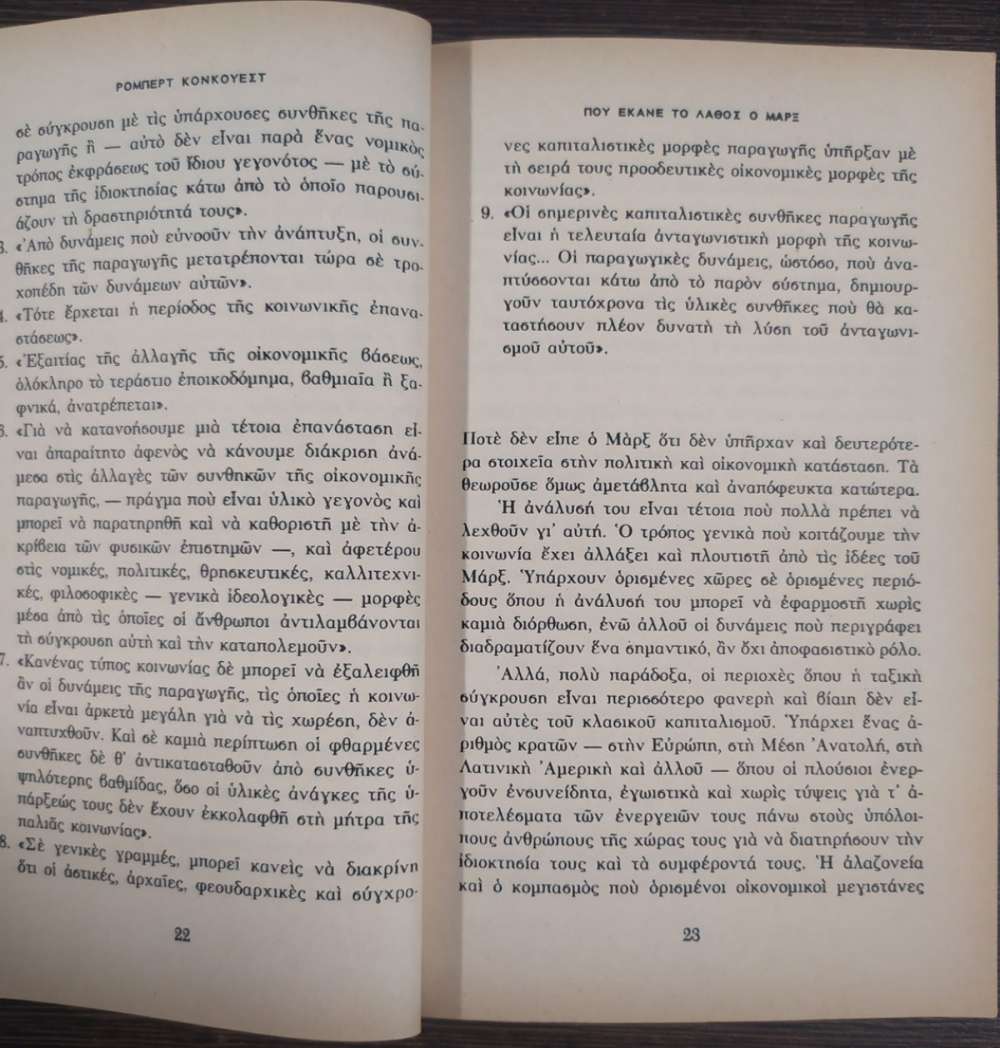 ΡΟΜΠΕΡΤ ΚΟΝΚΟΥΕΣΤ
σὲ σύγκρουση μὲ τὶς ὑπάρχουσες συνθῆκες τῆς πα-
ραγωγῆς ἢ — αὐτὸ δὲν εἶναι παρὰ ἕνας νομικὸς
τρόπος ἐκφράσεως τοῦ ἴδιου γεγονότος — μὲ τὸ σύ-
στημα τῆς ἰδιοκτησίας κάτω ἀπὸ τὸ ὁποῖο παρουσι-
άζουν τὴ δραστηριότητά τους».
3. «Ἀπὸ δυνάμεις ποὺ εὐνοοῦν τὴν ἀνάπτυξη, οἱ συν-
θῆκες τῆς παραγωγῆς μετατρέπονται τώρα σὲ τρο-
χοπέδη τῶν δυνάμεων αὐτῶν».
4. «Τότε ἔρχεται ἡ περίοδος τῆς κοινωνικῆς ἐπανα-
στάσεως».
5. «Ἐξαιτίας τῆς ἀλλαγῆς τῆς οἰκονομικῆς βάσεως,
ὁλόκληρο τὸ τεράστιο ἐποικοδόμημα, βαθμιαῖα ἢ ξα-
φνικά, ἀνατρέπεται».
6. «Γιὰ νὰ κατανοήσουμε μιὰ τέτοια ἐπανάσταση εἶ-
ναι ἀπαραίτητο ἀφενὸς νὰ κάνουμε διάκριση ἀνά-
μεσα στὶς ἀλλαγὲς τῶν συνθηκῶν τῆς οἰκονομικῆς
παραγωγῆς, — πράγμα ποὺ εἶναι ὑλικὸ γεγονὸς καὶ
μπορεῖ νὰ παρατηρηθῆ καὶ νὰ καθοριστῆ μὲ τὴν ἀ-
κρίβεια τῶν φυσικῶν ἐπιστημῶν —, καὶ ἀφετέρου
στὶς νομικές, πολιτικές, θρησκευτικές, καλλιτεχνι-
κές, φιλοσοφικὲς — γενικὰ ἰδεολογικὲς — μορφὲς
μέσα ἀπὸ τὶς ὁποῖες οἱ ἄνθρωποι ἀντιλαμβάνονται
τὴ σύγκρουση αὐτὴ καὶ τὴν καταπολεμοῦν».
7. «Κανένας τύπος κοινωνίας δὲ μπορεῖ νὰ ἐξαλειφθῆ
ἂν οἱ δυνάμεις τῆς παραγωγῆς, τὶς ὁποῖες ἡ κοινω-
νία εἶναι ἀρκετὰ μεγάλη γιὰ νὰ τὶς χωρέση, δὲν ἀ-
ναπτυχθοῦν. Καὶ σὲ καμιὰ περίπτωση οἱ φθαρμένες
συνθῆκες δὲ θ' ἀντικατασταθοῦν ἀπὸ συνθῆκες ὑ-
ψηλότερης βαθμίδας, ὅσο οἱ ὑλικὲς ἀνάγκες τῆς ὑ-
πάρξεώς τους δὲν ἔχουν ἐκκολαφθῆ στὴ μήτρα τῆς
παλιᾶς κοινωνίας».
8. «Σὲ γενικὲς γραμμές, μπορεῖ κανεὶς νὰ διακρίνη
ὅτι οἱ ἀστικές, ἀρχαῖες, φεουδαρχικὲς καὶ σύγχρο-
22
ΠΟΥ ΕΚΑΝΕ ΤΟ ΛΑΘΟΣ Ο ΜΑΡΞ
νες καπιταλιστικὲς μορφὲς παραγωγῆς ὑπῆρξαν μὲ
τὴ σειρά τους προοδευτικὲς οἰκονομικὲς μορφὲς τῆς
κοινωνίας».
9. «Οἱ σημερινὲς καπιταλιστικὲς συνθῆκες παραγωγῆς
εἶναι ἡ τελευταία ἀνταγωνιστικὴ μορφὴ τῆς κοινω-
νίας... Οἱ παραγωγικὲς δυνάμεις, ὡστόσο, ποὺ ἀνα-
πτύσσονται κάτω ἀπὸ τὸ παρὸν σύστημα, δημιουρ-
γοῦν ταυτόχρονα τὶς ὑλικὲς συνθῆκες ποὺ θὰ κα-
ταστήσουν πλέον δυνατὴ τὴ λύση τοῦ ἀνταγωνι-
σμοῦ αὐτοῦ».
Ποτὲ δὲν εἶπε ὁ Μὰρξ ὅτι δὲν ὑπῆρχαν καὶ δευτερότε-
ρα στοιχεῖα στὴν πολιτικὴ καὶ οἰκονομικὴ κατάσταση. Τὰ
θεωροῦσε ὅμως ἀμετάβλητα καὶ ἀναπόφευκτα κατώτερα.
Ἡ ἀνάλυσή του εἶναι τέτοια ποὺ πολλὰ πρέπει νὰ
λεχθοῦν γι' αὐτή. Ὁ τρόπος γενικὰ ποὺ κοιτάζουμε τὴν
κοινωνία ἔχει ἀλλάξει καὶ πλουτιστῆ ἀπὸ τὶς ἰδέες τοῦ
Μάρξ. Ὑπάρχουν ὁρισμένες χῶρες σὲ ὁρισμένες περιό-
δους ὅπου ἡ ἀνάλυσή του μπορεῖ νὰ ἐφαρμοστῆ χωρὶς
καμιὰ διόρθωση, ἐνῶ ἀλλοῦ οἱ δυνάμεις ποὺ περιγράφει
διαδραματίζουν ἕνα σημαντικό, ἂν ὄχι ἀποφασιστικὸ ρόλο.
Ἀλλά, πολὺ παράδοξα, οἱ περιοχὲς ὅπου ἡ ταξικὴ
σύγκρουση εἶναι περισσότερο φανερὴ καὶ βίαιη δὲν εἶ-
ναι αὐτὲς τοῦ κλασικοῦ καπιταλισμοῦ. Ὑπάρχει ἕνας ἀ-
ριθμὸς κρατῶν — στὴν Εὐρώπη, στὴ Μέση Ἀνατολή, στὴ
Λατινικὴ Ἀμερικὴ καὶ ἀλλοῦ — ὅπου οἱ πλούσιοι ἐνερ-
γοῦν ἐνσυνείδητα, ἐγωιστικὰ καὶ χωρὶς τύψεις γιὰ τ' ἀ-
ποτελέσματα τῶν ἐνεργειῶν τους πάνω στοὺς ὑπόλοι-
πους ἀνθρώπους τῆς χώρας τους γιὰ νὰ διατηρήσουν τὴν
ἰδιοκτησία τους καὶ τὰ συμφέροντά τους. Ἡ ἀλαζονεία
καὶ ὁ κομπασμὸς ποὺ ὁρισμένοι οἰκονομικοὶ μεγιστάνες
23